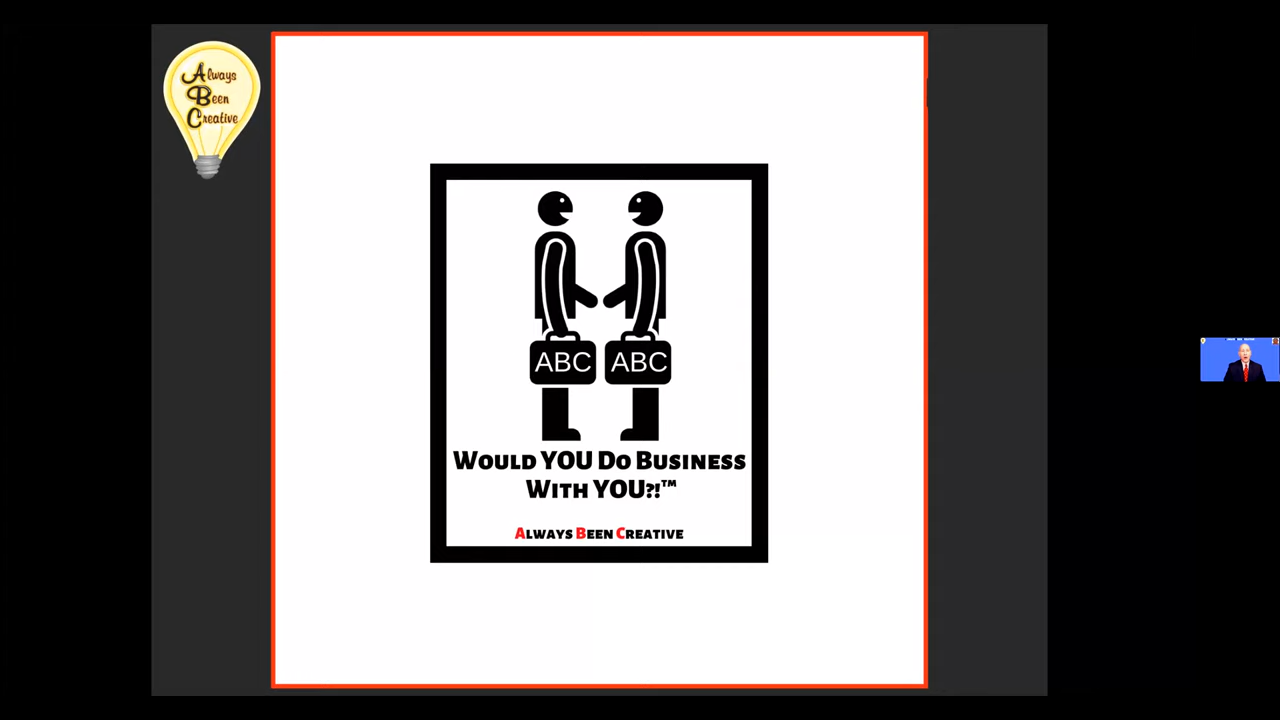 Always
Been
Creative
ABC ABC
WOULD YOU DO BUSINESS
WITH YOU?!™
ALWAYS BEEN CREATIVE